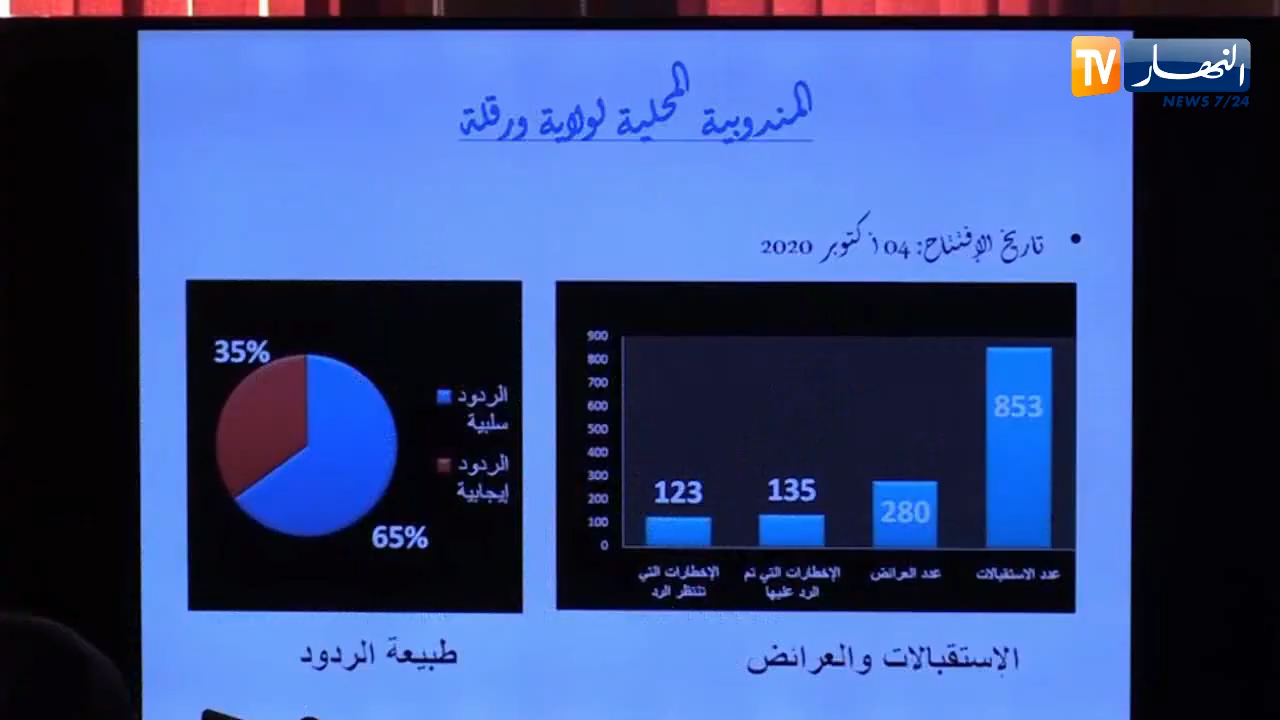 TV النهار
NEWS 7/24
المندوبية المحلية لولاية ورقلة
• تاريخ الإفتتاح: 04 أكتوبر 2020
900
800
700
600
500
400
300
200
100
0
853
280
135
123
عدد الاستقبالات
عدد العرائض
الإخطارات التي تم
الرد عليها
الإخطارات التي
تنتظر الرد
الإستقبالات والعرائض
35%
65%
الردود
سلبية
الردود
إيجابية
طبيعة الردود